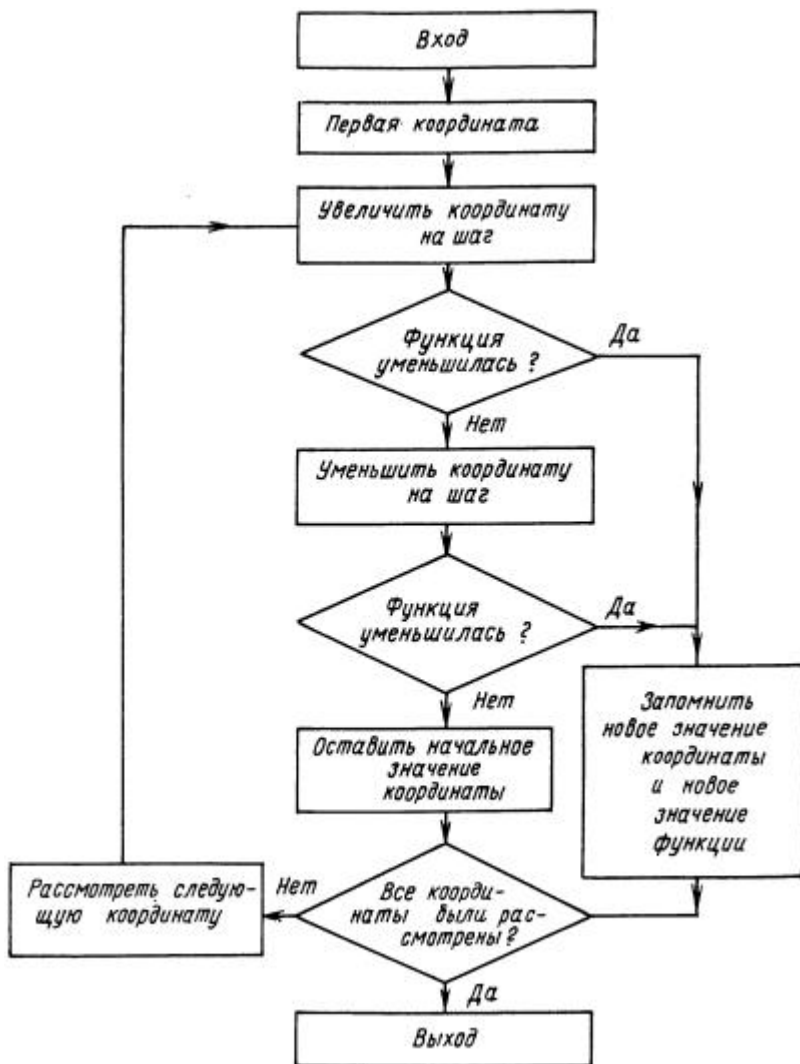 Вход
Первая координата
Увеличить координату
на шаг
Функция
уменьшилась ?
Да
Нет
Уменьшить координату
на шаг
Функция
уменьшилась ?
Да
Нет
Запомнить
новое значение
координаты
и новое
значение
функции
Оставить начальное
значение
координаты
Рассмотреть следую-
щую координату
Нет
Все коорди-
наты были рас-
смотрены?
Да
Выход